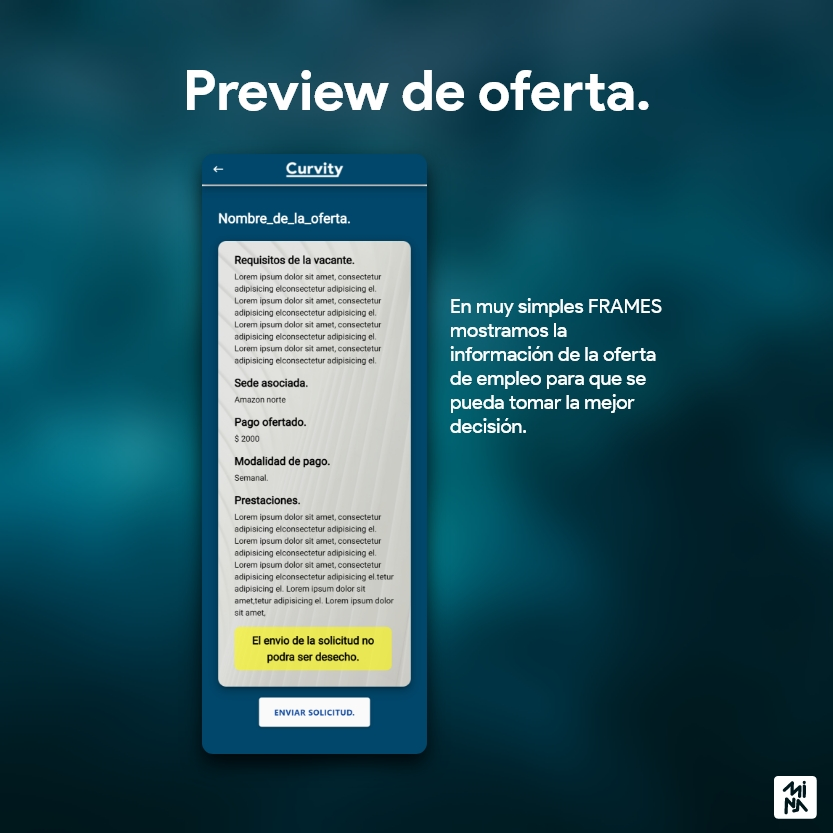 Preview de oferta.
Curvity
Nombre_de_la_oferta.
Requisitos de la vacante.
Lorem ipsum dolor sit amet, consectetur
adipisicing elconsectetur adipisicing el.
Lorem ipsum dolor sit amet, consectetur
adipisicing elconsectetur adipisicing el.
Lorem ipsum dolor sit amet, consectetur
adipisicing elconsectetur adipisicing el.
Lorem ipsum dolor sit amet, consectetur
adipisicing elconsectetur adipisicing el.
Sede asociada.
Amazon norte
Pago ofertado.
$ 2000
Modalidad de pago.
Semanal.
Prestaciones.
Lorem ipsum dolor sit amet, consectetur
adipisicing elconsectetur adipisicing el.
Lorem ipsum dolor sit amet, consectetur
adipisicing elconsectetur adipisicing el.
Lorem ipsum dolor sit amet, consectetur
adipisicing elconsectetur adipisicing el.tetur
adipisicing el. Lorem ipsum dolor sit
amet,tetur adipisicing el. Lorem ipsum dolor
sit amet,
El envio de la solicitud no
podra ser desecho.
ENVIAR SOLICITUD.
En muy simples FRAMES
mostramos la
información de la oferta
de empleo para que se
pueda tomar la mejor
decisión.
Mi
NA